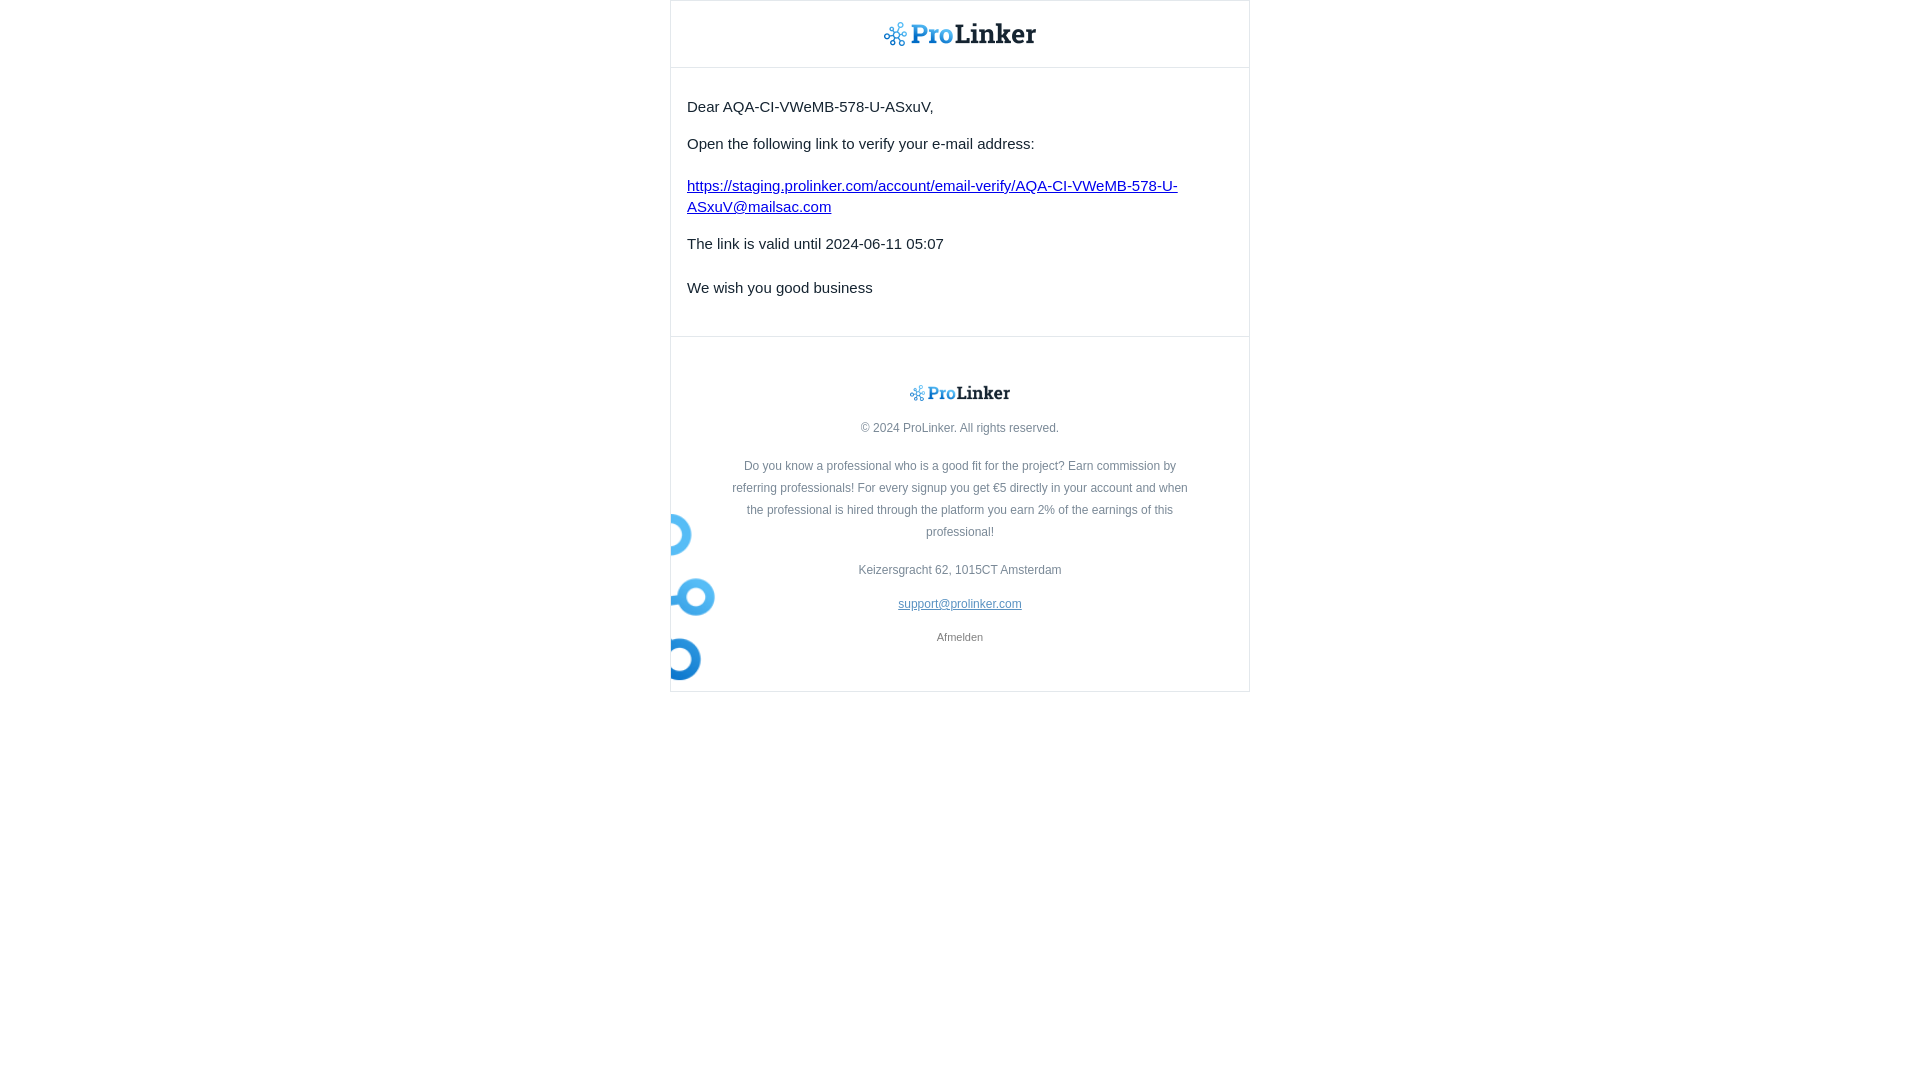 ProLinker
Dear AQA-CI-VWeMB-578-U-ASxuV,
Open the following link to verify your e-mail address:
https://staging.prolinker.com/account/email-verify/AQA-CI-VWeMB-578-U-
ASxuV@mailsac.com
The link is valid until 2024-06-11 05:07
We wish you good business
ProLinker
© 2024 ProLinker. All rights reserved.
Do you know a professional who is a good fit for the project? Earn commission by
referring professionals! For every signup you get €5 directly in your account and when
the professional is hired through the platform you earn 2% of the earnings of this
professional!
Keizersgracht 62, 1015CT Amsterdam
support@prolinker.com
Afmelden